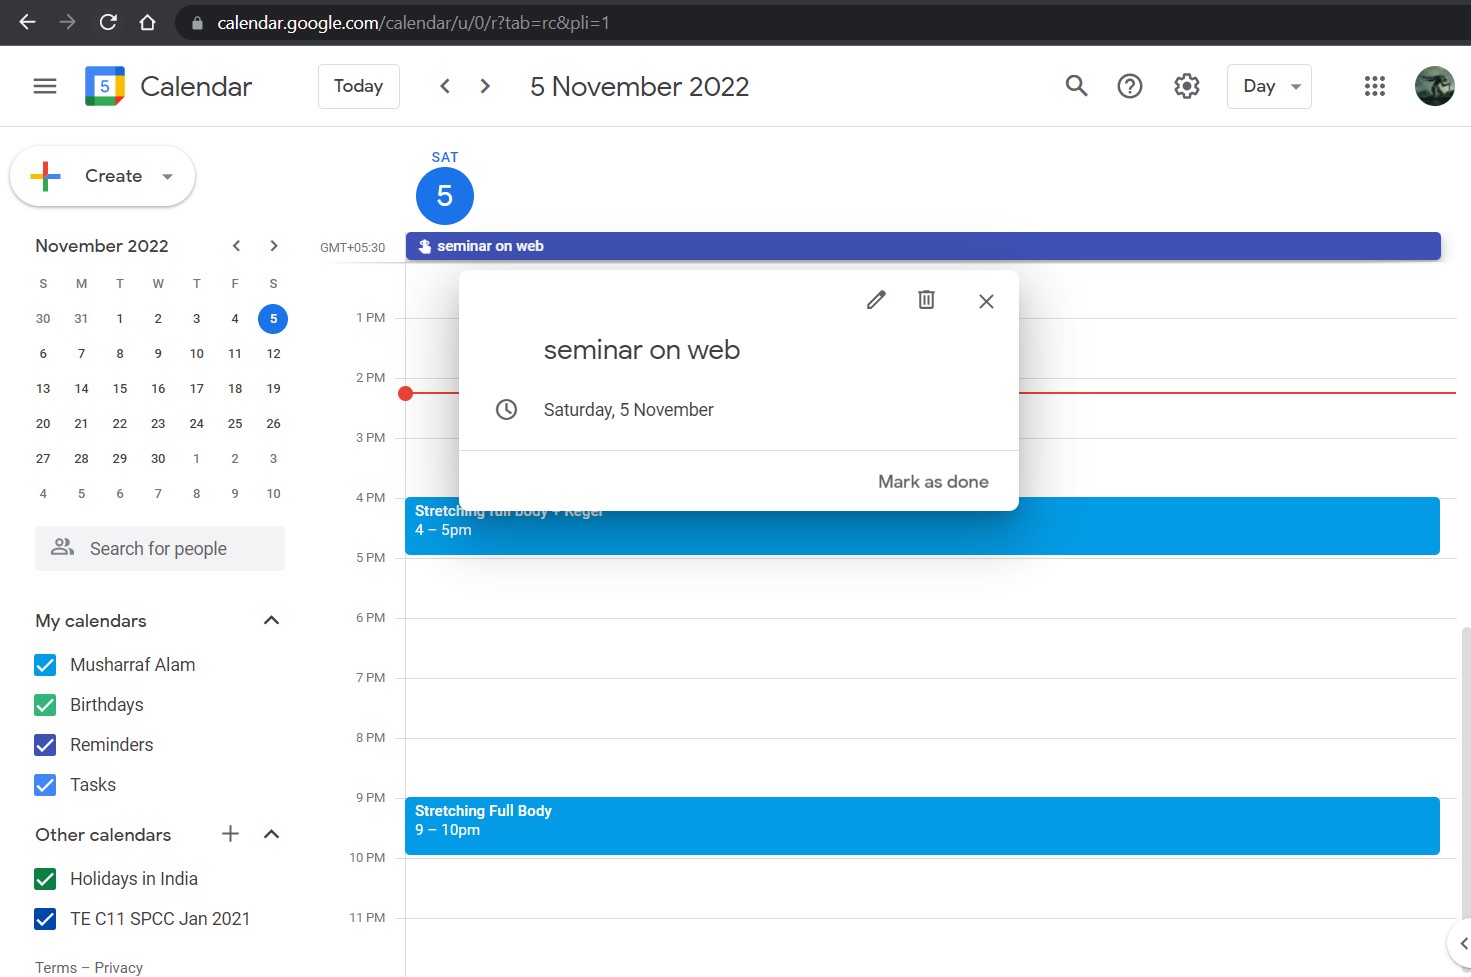 calendar.google.com/calendar/u/0/r?tab=rc&pli=1
5 Calendar Today 5 November 2022 Day
Create
SAT
5
November 2022
GMT+05:30 seminar on web
S M T W T F S
30 31 1 2 3 4 5
6 7 8 9 10 11 12
13 14 15 16 17 18 19
20 21 22 23 24 25 26
27 28 29 30 1 2 3
4 5 6 7 8 9 10
Search for people
My calendars
Musharraf Alam
Birthdays
Reminders
Tasks
Other calendars
Holidays in India
TE C11 SPCC Jan 2021
Terms – Privacy
seminar on web
Saturday, 5 November
Mark as done
1 PM
2 PM
3 PM
4 PM
Stretching full body + Kegel
4 – 5pm
5 PM
6 PM
7 PM
8 PM
9 PM
Stretching Full Body
9 – 10pm
10 PM
11 PM